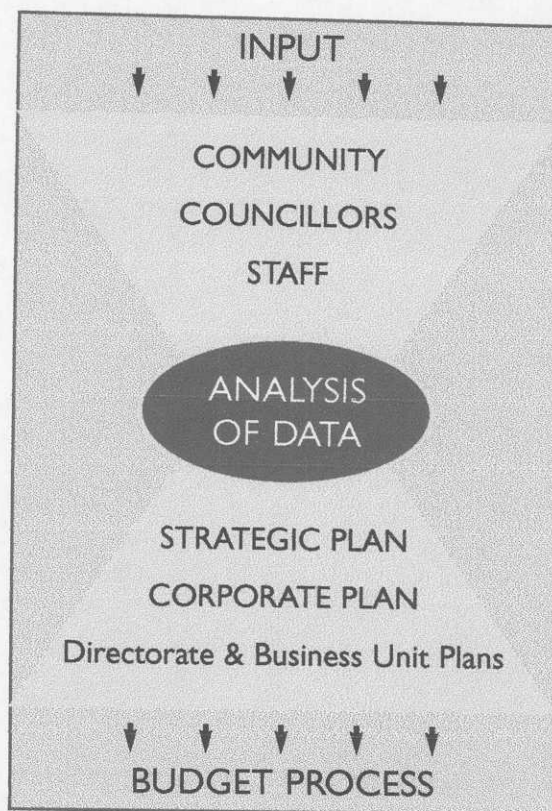 INPUT
COMMUNITY
COUNCILLORS
STAFF
ANALYSIS
OF DATA
STRATEGIC PLAN
CORPORATE PLAN
Directorate & Business Unit Plans
BUDGET PROCESS